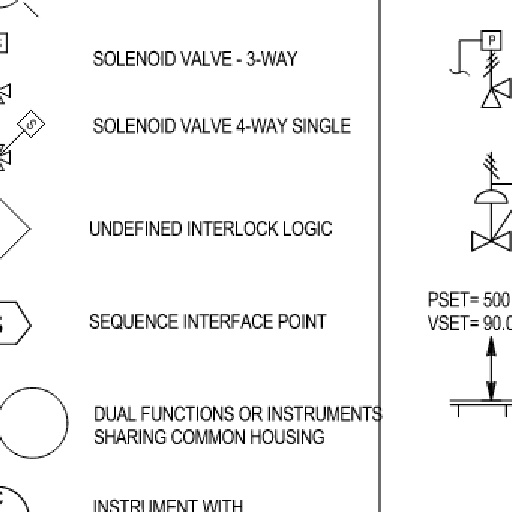 SOLENOID VALVE - 3-WAY
S
SOLENOID VALVE 4-WAY SINGLE
UNDEFINED INTERLOCK LOGIC
SEQUENCE INTERFACE POINT
DUAL FUNCTIONS OR INSTRUMENTS
SHARING COMMON HOUSING
INSTRUMENT WITH
P
PSET= 500
VSET= 90.0